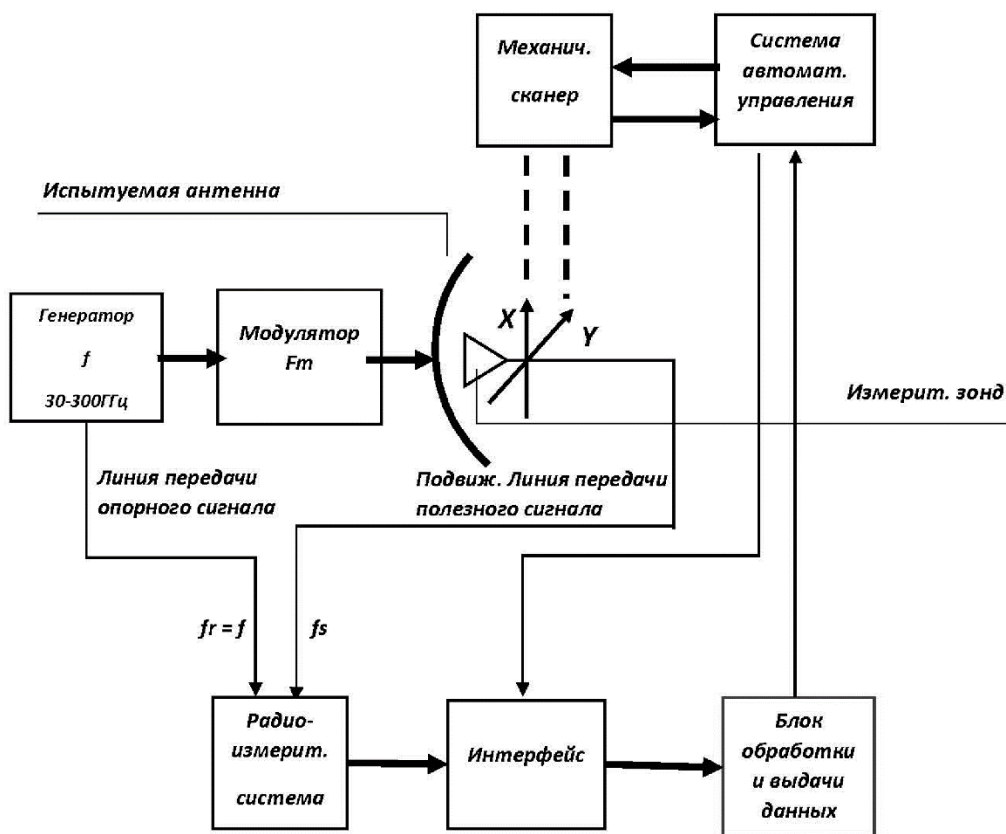 Механич.
сканер
Система
автомат.
управления
Испытуемая антенна
Генератор
f
30-300ГГц
Модулятор
Fm
X
Y
Измерит. зонд
Линия передачи
опорного сигнала
Подвиж. Линия передачи
полезного сигнала
fr = f
fs
Радио-
измерит.
система
Интерфейс
Блок
обработки
и выдачи
данных